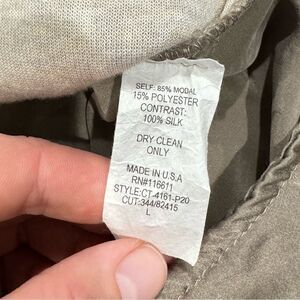 SELF: 85% MODAL
15% POLYESTER
CONTRAST:
100% SILK
DRY CLEAN
ONLY
MADE IN U.S.A
RN#116611
STYLE:CT-4161-P20
CUT:344/82415
L